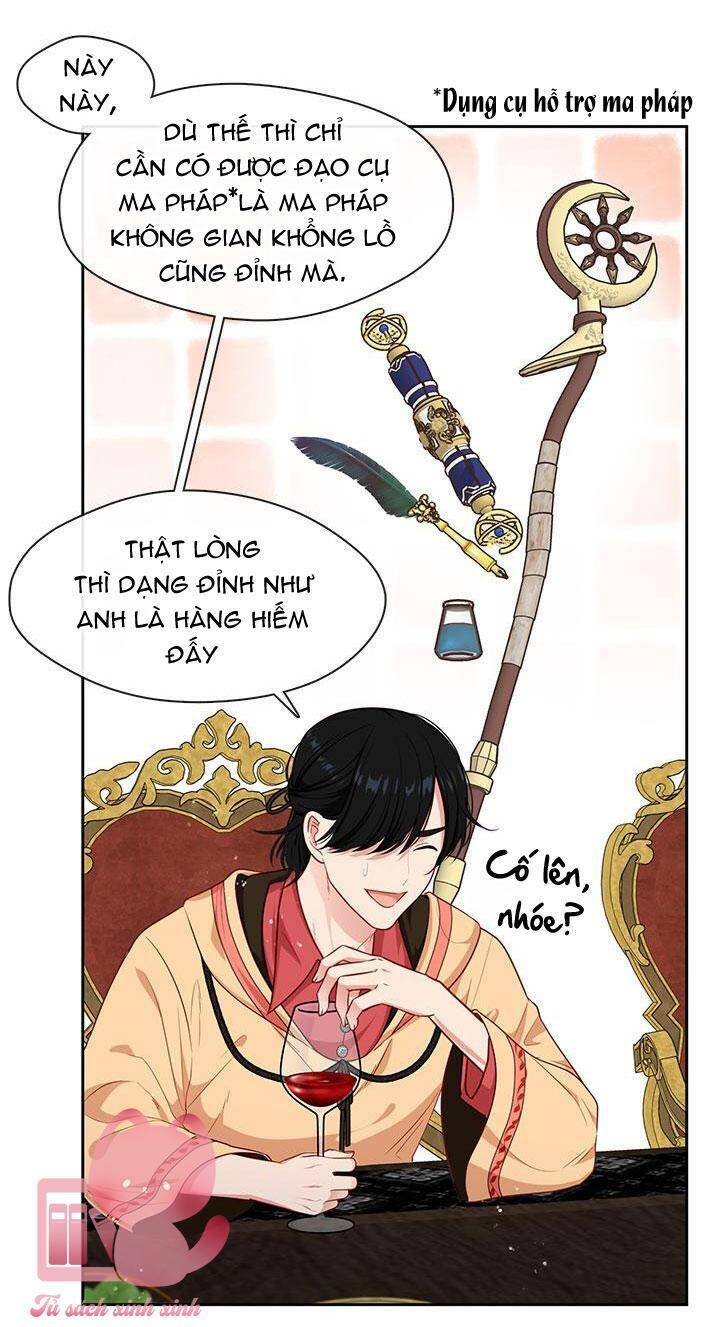 NÀY
NÀY,
*Dụng cụ hỗ trợ ma pháp
DÙ THẾ THÌ CHỈ
CẦN CÓ ĐƯỢC ĐẠO CỤ
MA PHÁP*LÀ MA PHÁP
KHÔNG GIAN KHỔNG LỒ
CŨNG ĐỈNH MÀ.
THẬT LÒNG
THÌ DẠNG ĐỈNH NHƯ
ANH LÀ HÀNG HIẾM
ĐẤY
Cố lên,
nhóe?
Tủ sách xinh xinh